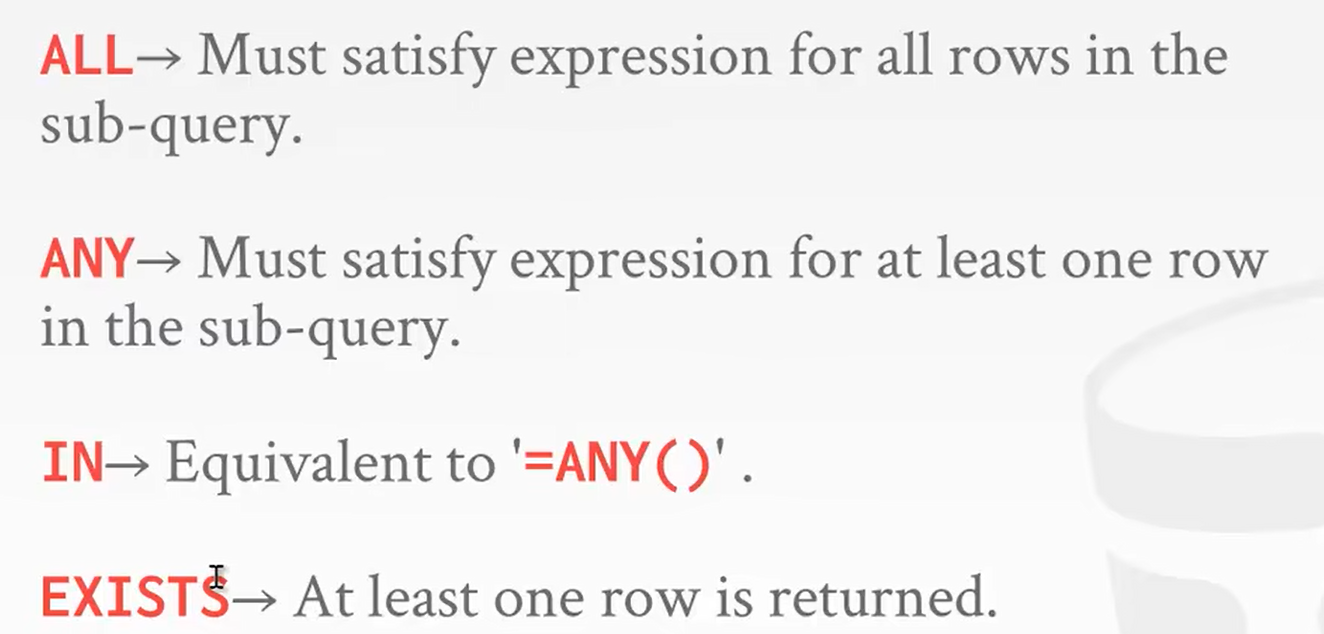 ALL→ Must satisfy expression for all rows in the
sub-query.
ANY→ Must satisfy expression for at least one row
in the sub-query.
IN→ Equivalent to '=ANY()' .
EXISTS→ At least one row is returned.